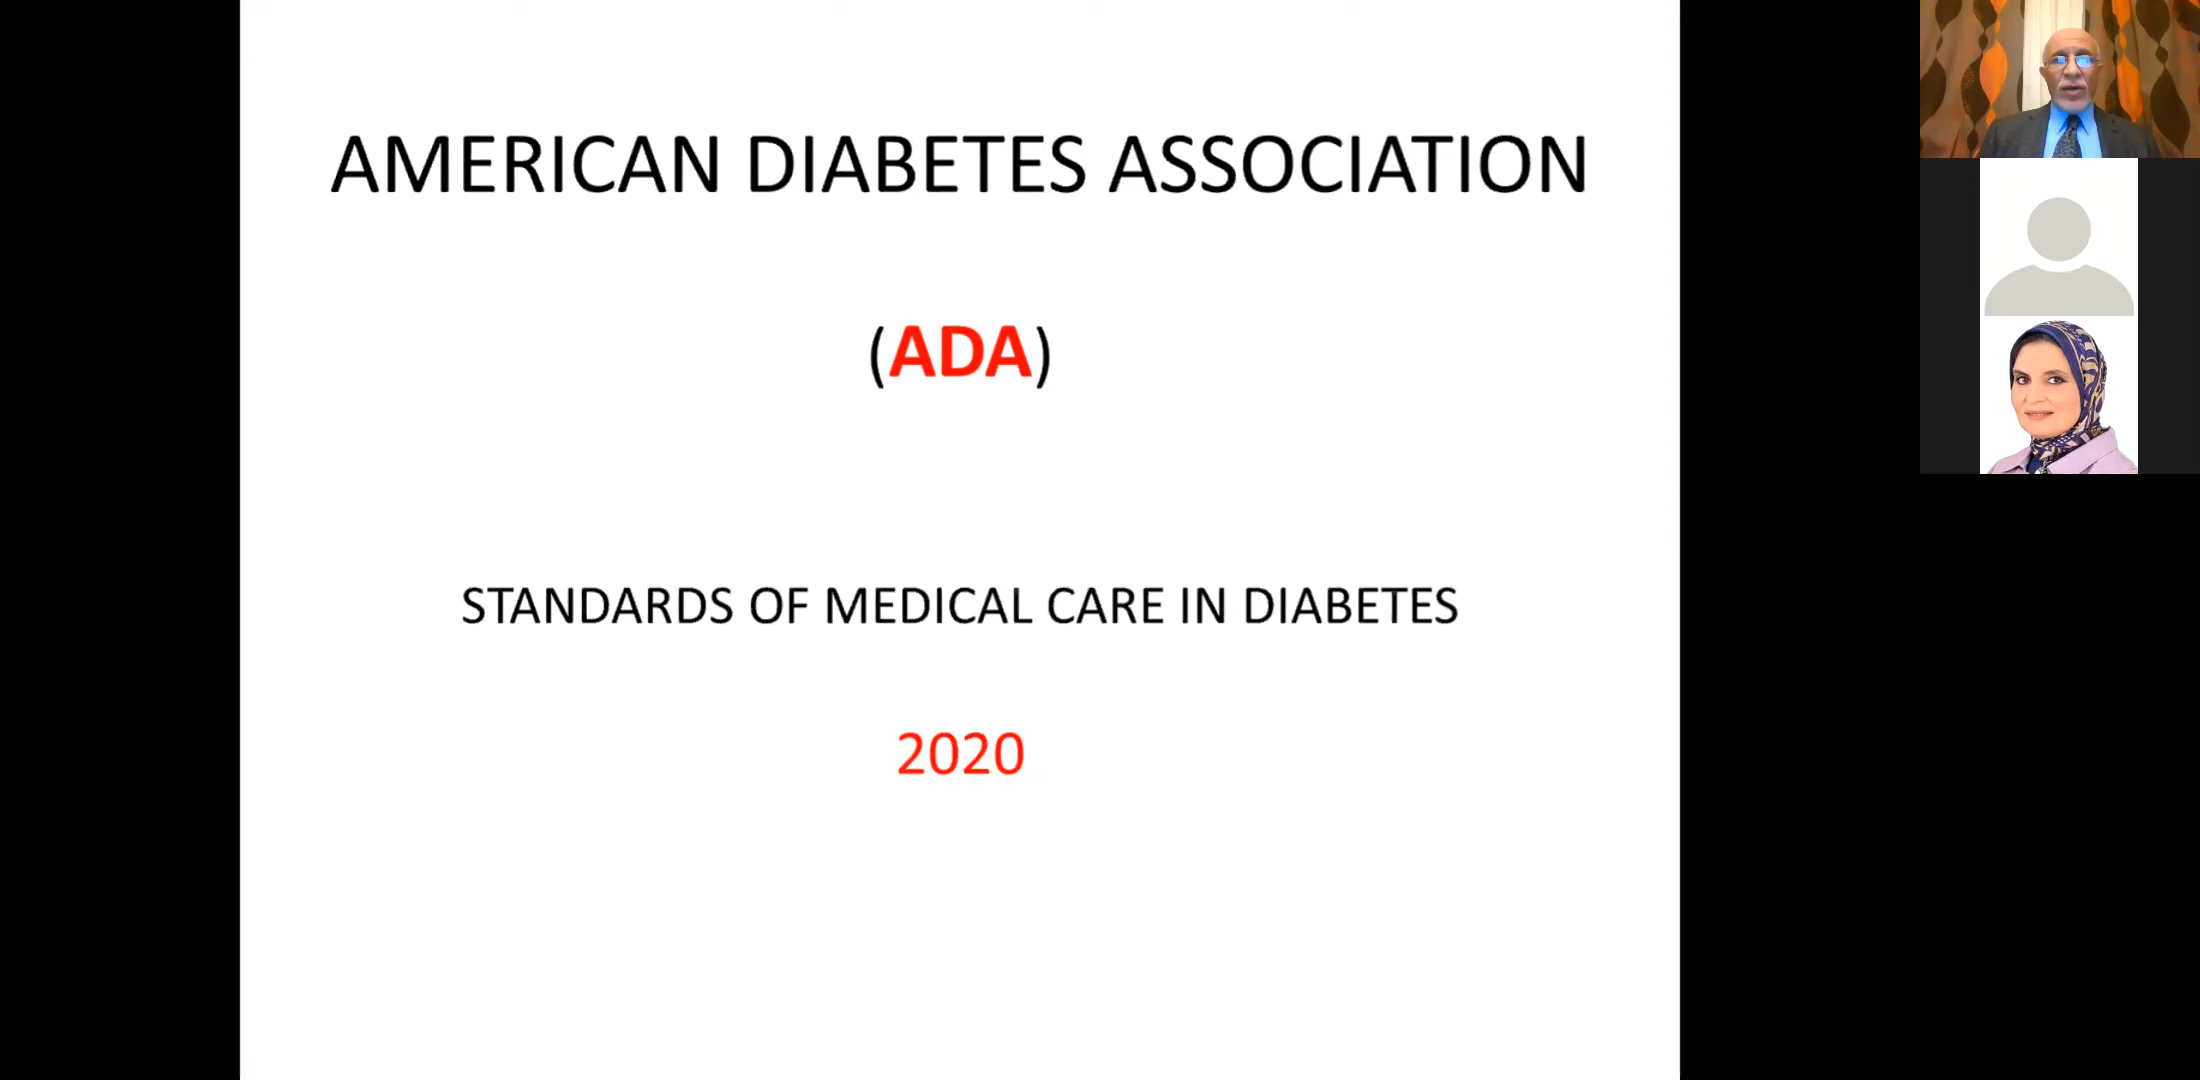 AMERICAN DIABETES ASSOCIATION
(ADA)
STANDARDS OF MEDICAL CARE IN DIABETES
2020